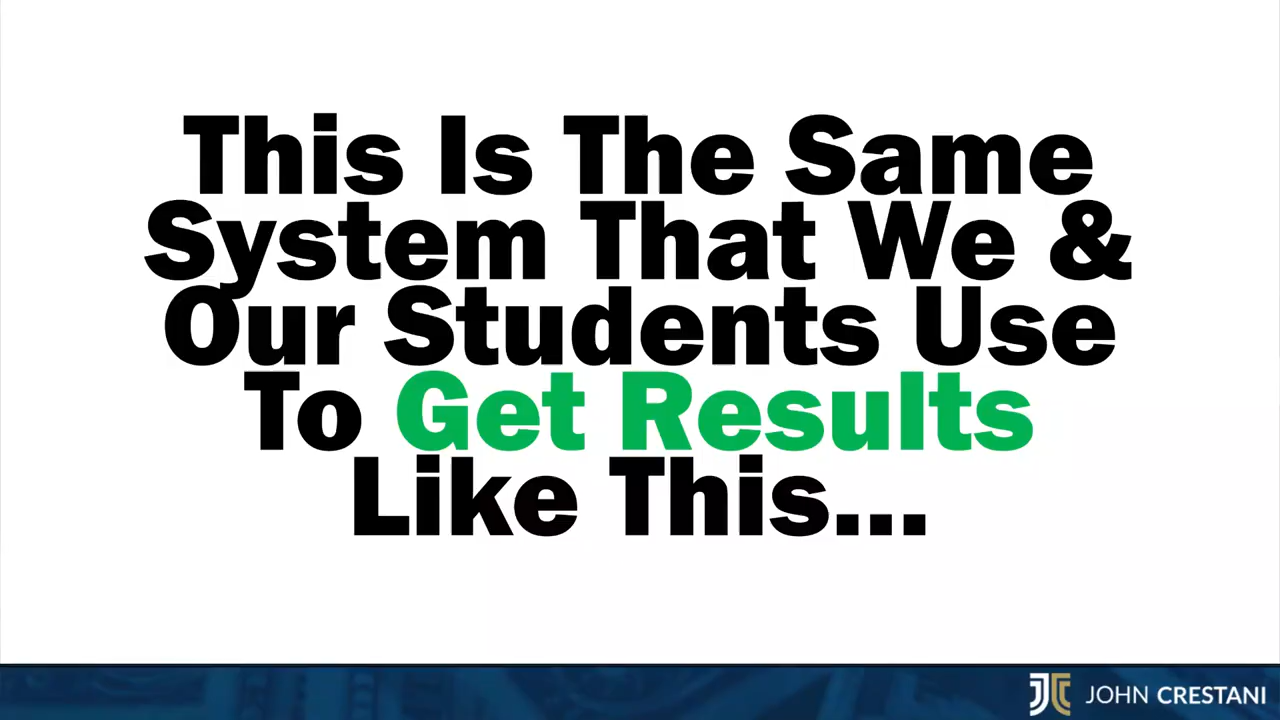 This Is The Same
System That We &
Our Students Use
To Get Results
Like This...
JOHN CRESTANI